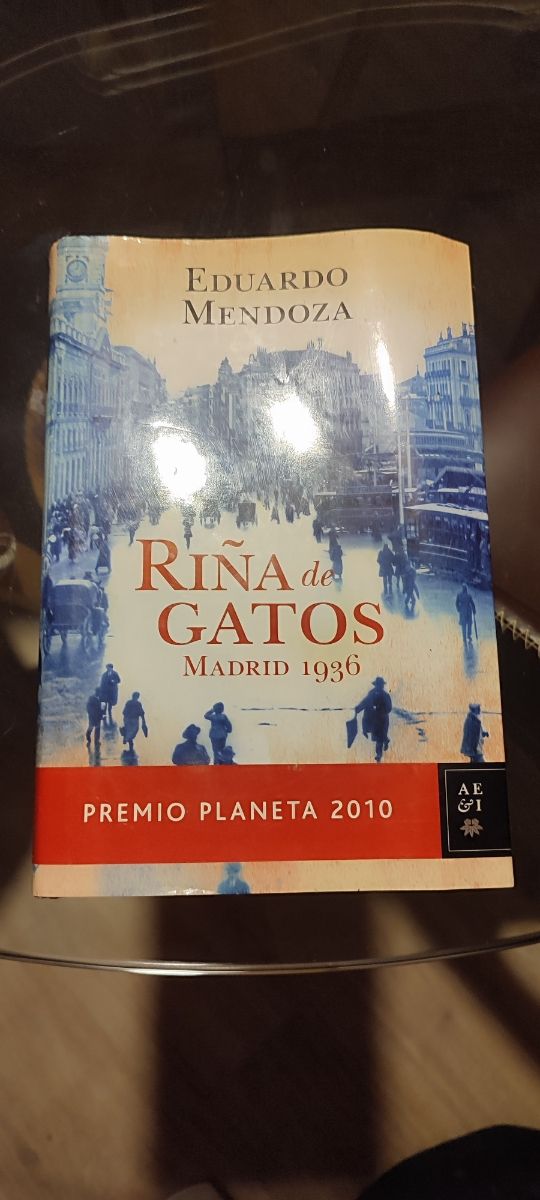 EDUARDO
MENDOZA
RIÑA de
GATOS
MADRID 1936
PREMIO PLANETA 2010
AE
&I